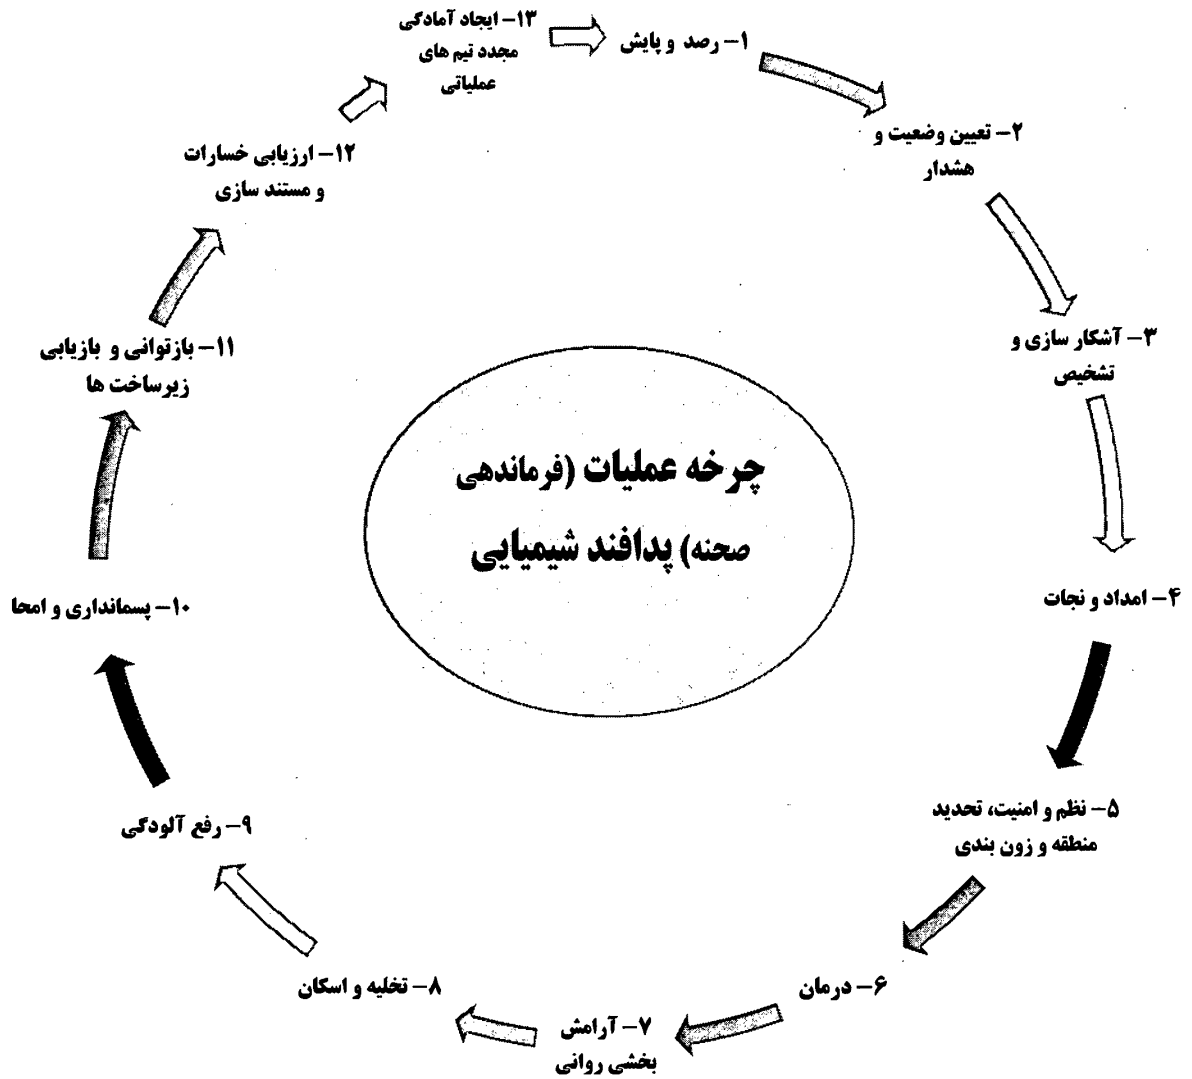 ۱- رصد و پایش
۲- تعیین وضعیت و
هشدار
۳- آشکار سازی و
تشخیص
۴- امداد و نجات
۵- نظم و امنیت، تحدید
منطقه و زون بندی
۶- درمان
۷- آرامش
بخشی روانی
۸- تخلیه و اسکان
۹- رفع آلودگی
۱۰- پسمانداری و امحا
۱۱- بازتوانی و بازیابی
زیرساخت ها
۱۲- ارزیابی خسارات
و مستند سازی
۱۳- ایجاد آمادگی
مجدد تیم های
عملیاتی
چرخه عملیات (فرماندهی
صحنه) پدافند شیمیایی